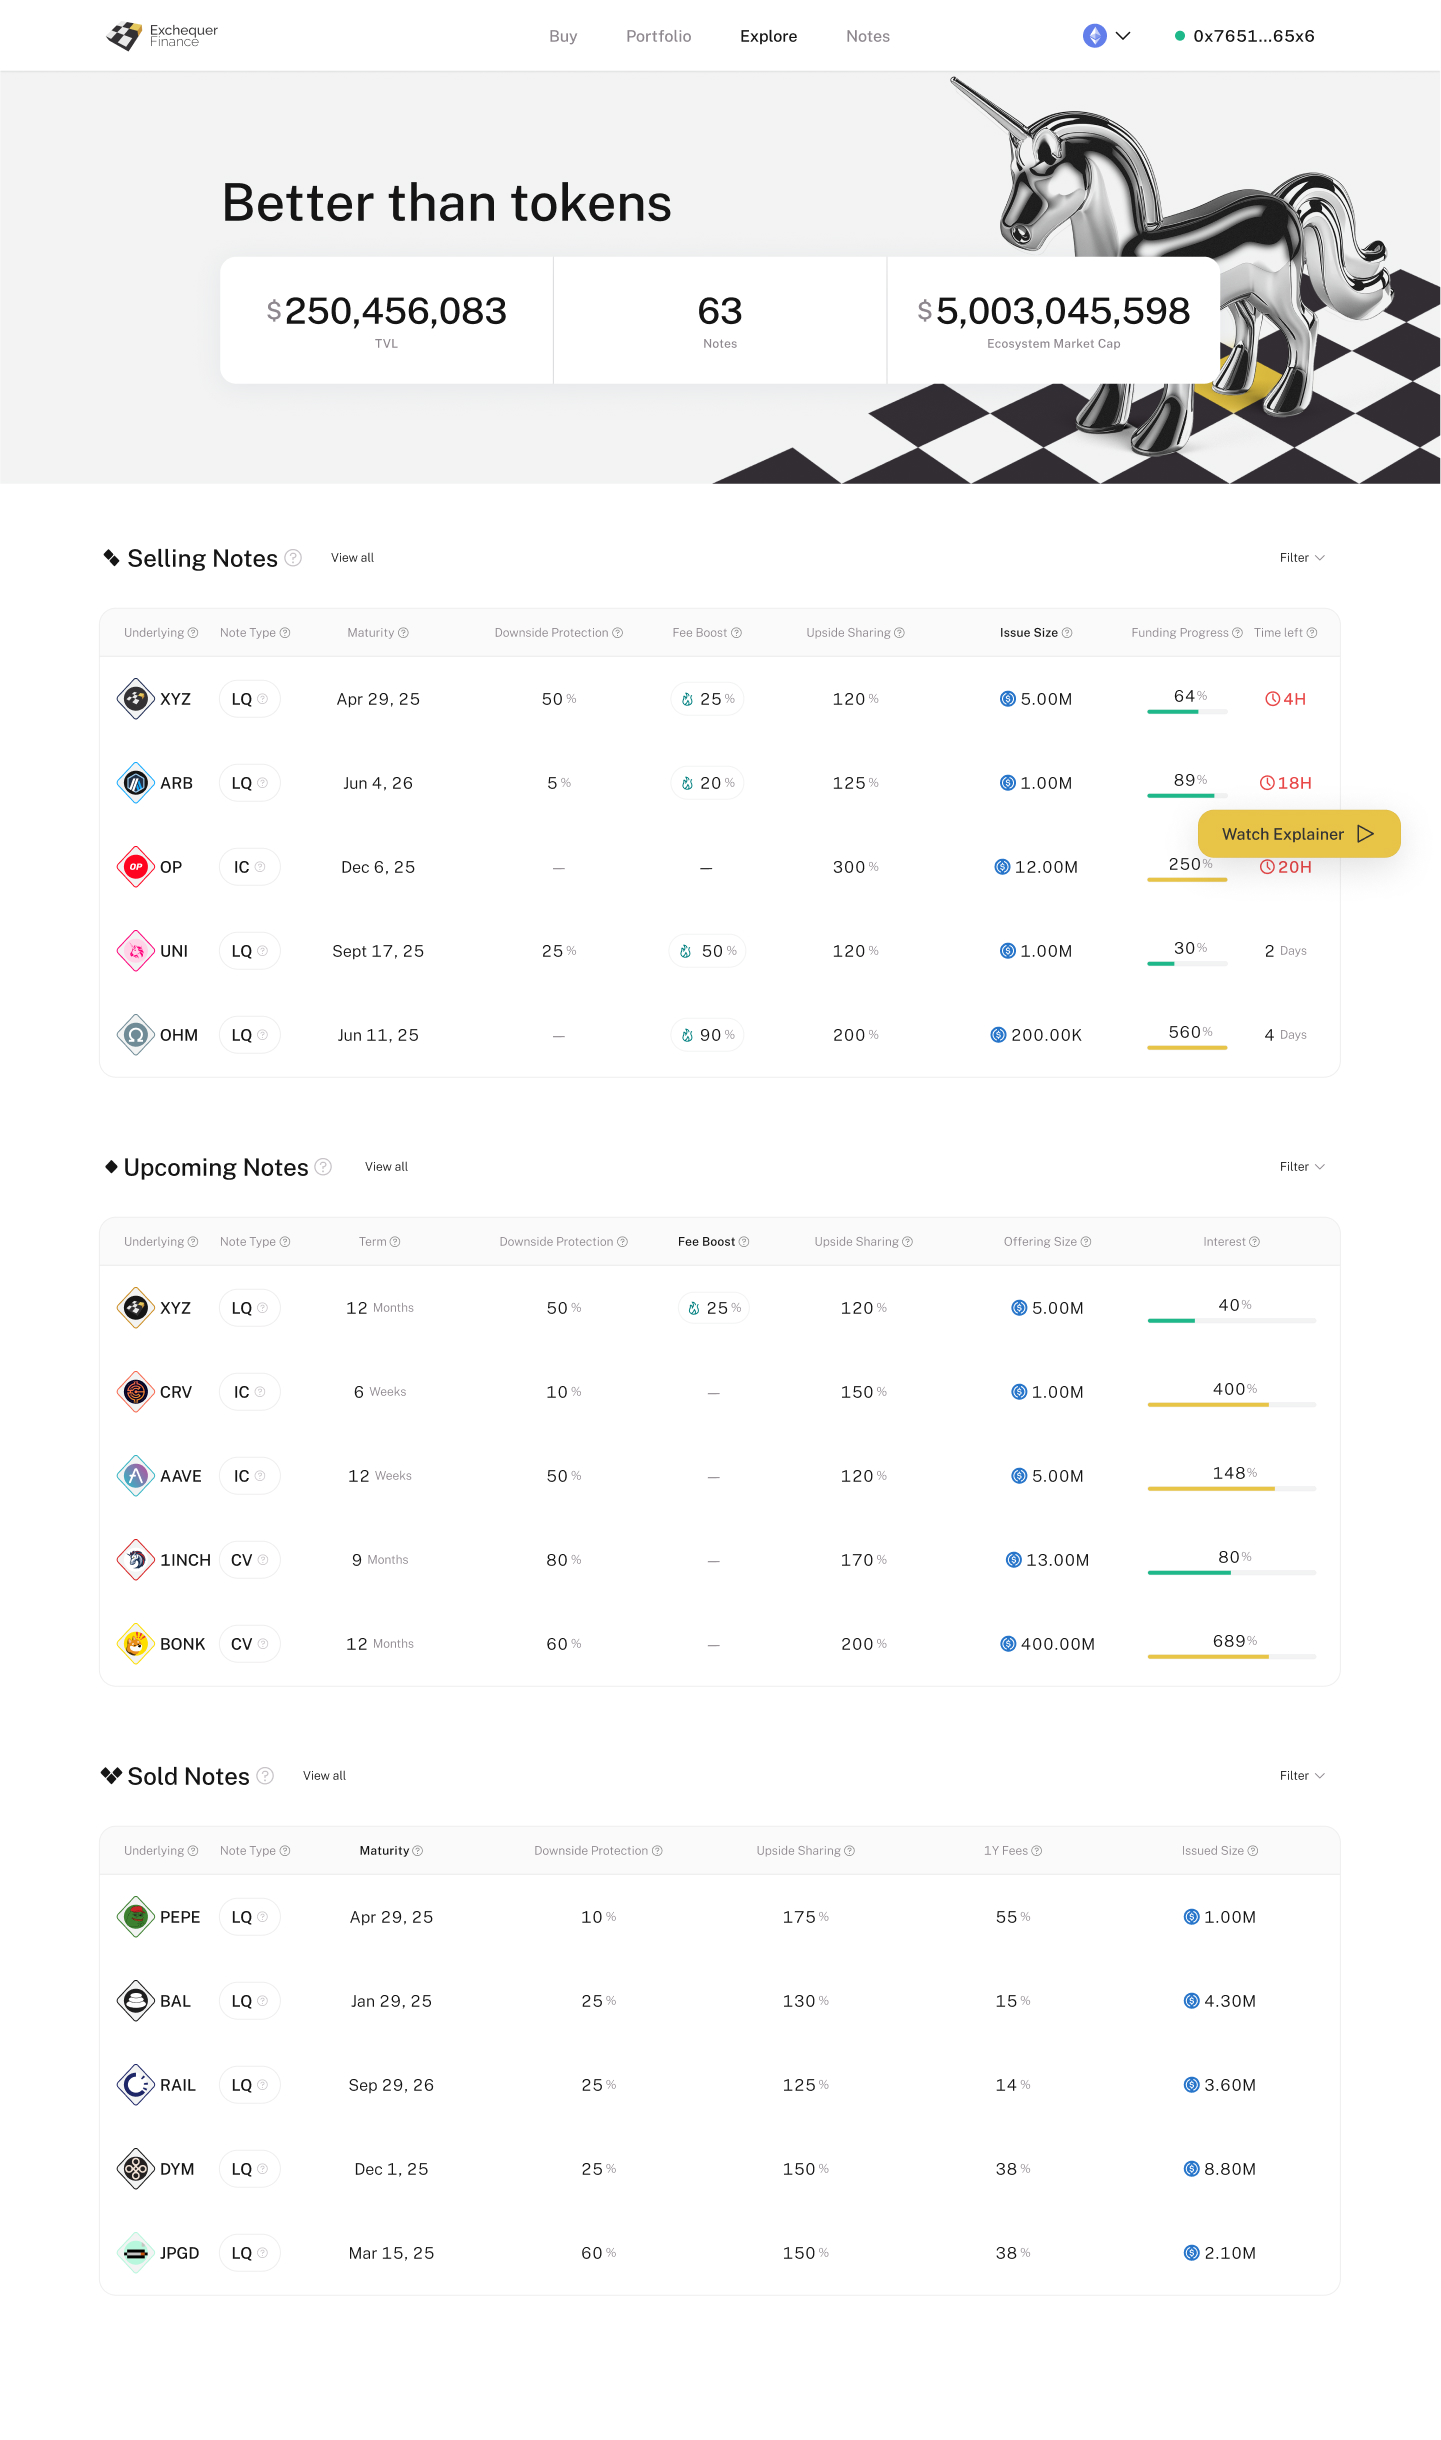 Exchequer
Finance
Buy Portfolio Explore Notes 0x7651...65x6
Better than tokens
$250,456,083 63 $5,003,045,598
TVL Notes Ecosystem Market Cap
Selling Notes View all Filter
Underlying Note Type Maturity Downside Protection Fee Boost Upside Sharing Issue Size Funding Progress Time left
XYZ LQ Apr 29, 25 50% 25% 120% 5.00M 64% 4H
ARB LQ Jun 4, 26 5% 20% 125% 1.00M 89% 18H
Watch Explainer
OP OP IC Dec 6, 25 — — 300% 12.00M 250% 20H
UNI LQ Sept 17, 25 25% 50% 120% 1.00M 30% 2 Days
OHM LQ Jun 11, 25 — 90% 200% 200.00K 560% 4 Days
Upcoming Notes View all Filter
Underlying Note Type Term Downside Protection Fee Boost Upside Sharing Offering Size Interest
XYZ LQ 12 Months 50% 25% 120% 5.00M 40%
CRV IC 6 Weeks 10% — 150% 1.00M 400%
AAVE IC 12 Weeks 50% — 120% 5.00M 148%
1INCH CV 9 Months 80% — 170% 13.00M 80%
BONK CV 12 Months 60% — 200% 400.00M 689%
Sold Notes View all Filter
Underlying Note Type Maturity Downside Protection Upside Sharing 1Y Fees Issued Size
PEPE LQ Apr 29, 25 10% 175% 55% 1.00M
BAL LQ Jan 29, 25 25% 130% 15% 4.30M
RAIL LQ Sep 29, 26 25% 125% 14% 3.60M
DYM LQ Dec 1, 25 25% 150% 38% 8.80M
JPGD LQ Mar 15, 25 60% 150% 38% 2.10M